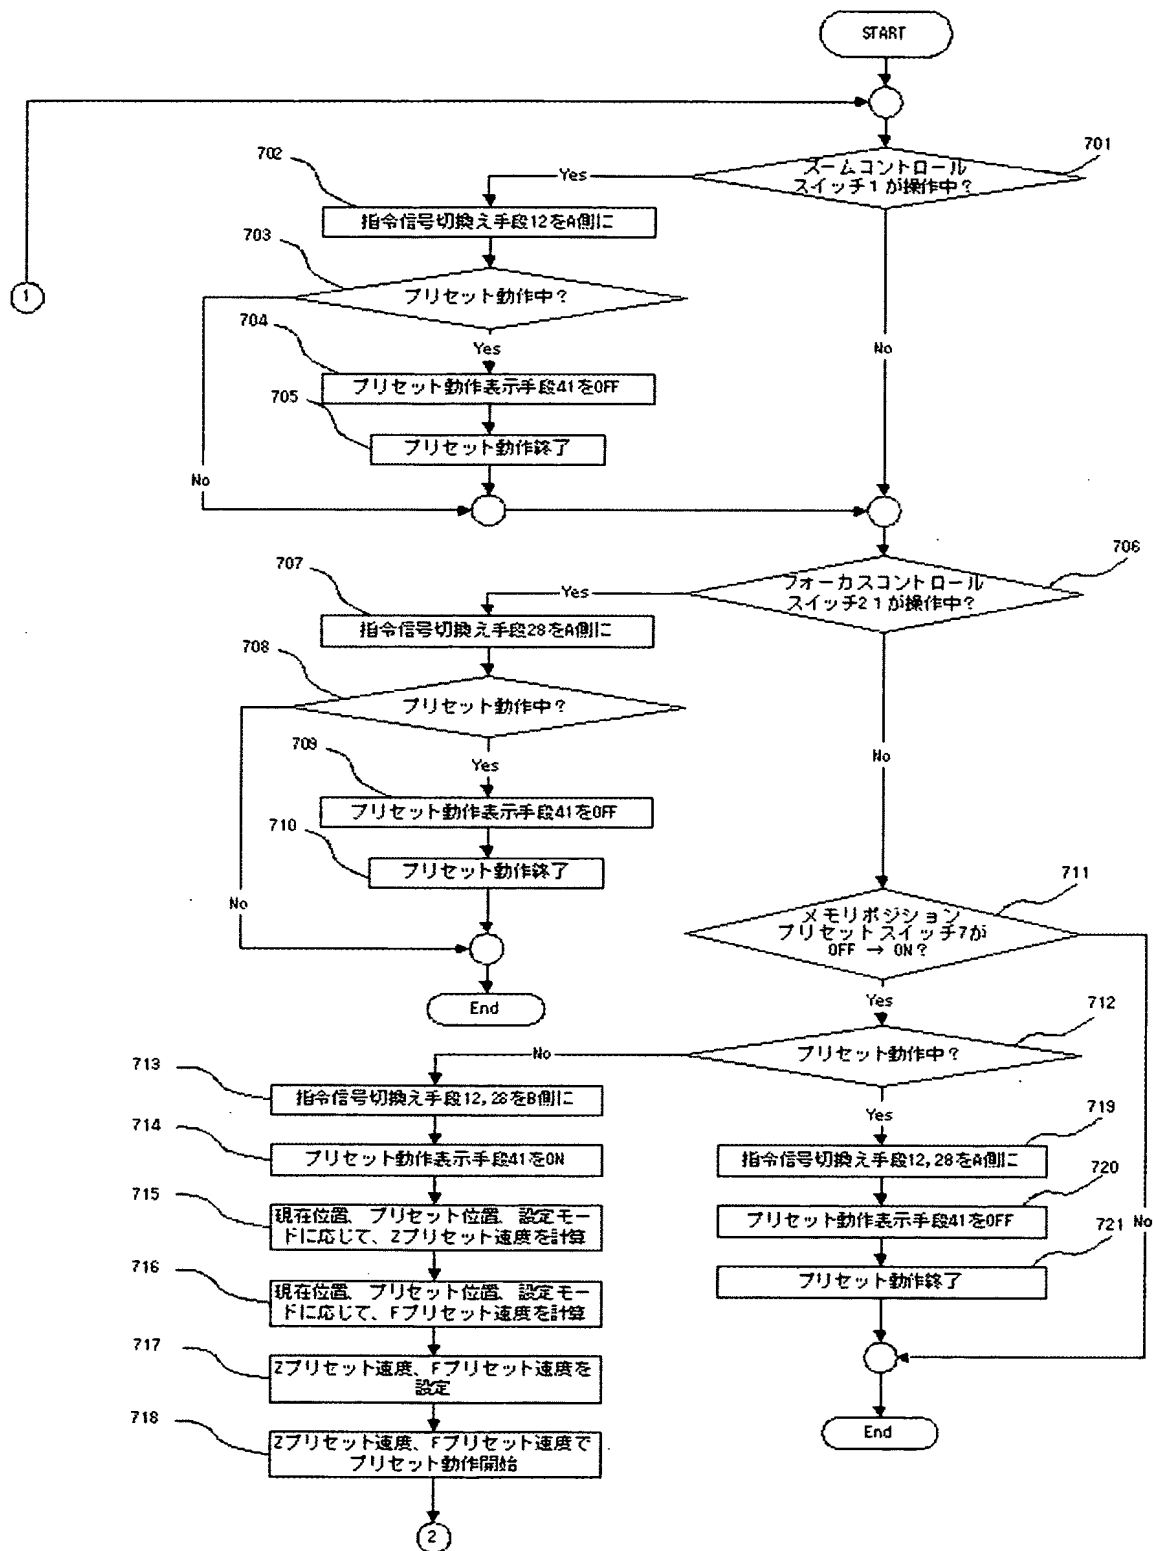 START
701
ズームコントロール
スイッチ1が操作中?
Yes
No
702
指令信号切換え手段12をA側に
703
プリセット動作中?
1
Yes
No
704
プリセット動作表示手段41をOFF
705
プリセット動作終了
706
フォーカスコントロール
スイッチ21が操作中?
Yes
No
707
指令信号切換え手段28をA側に
708
プリセット動作中?
Yes
No
709
プリセット動作表示手段41をOFF
710
プリセット動作終了
End
711
メモリポジション
プリセットスイッチ7が
OFF → ON?
Yes
No
712
プリセット動作中?
No
Yes
713
指令信号切換え手段12,28をB側に
714
プリセット動作表示手段41をON
715
現在位置、プリセット位置、設定モー
ドに応じて、Zプリセット速度を計算
716
現在位置、プリセット位置、設定モー
ドに応じて、Fプリセット速度を計算
717
Zプリセット速度、Fプリセット速度を
設定
718
Zプリセット速度、Fプリセット速度で
プリセット動作開始
2
719
指令信号切換え手段12,28をA側に
720
プリセット動作表示手段41をOFF
721
プリセット動作終了
End